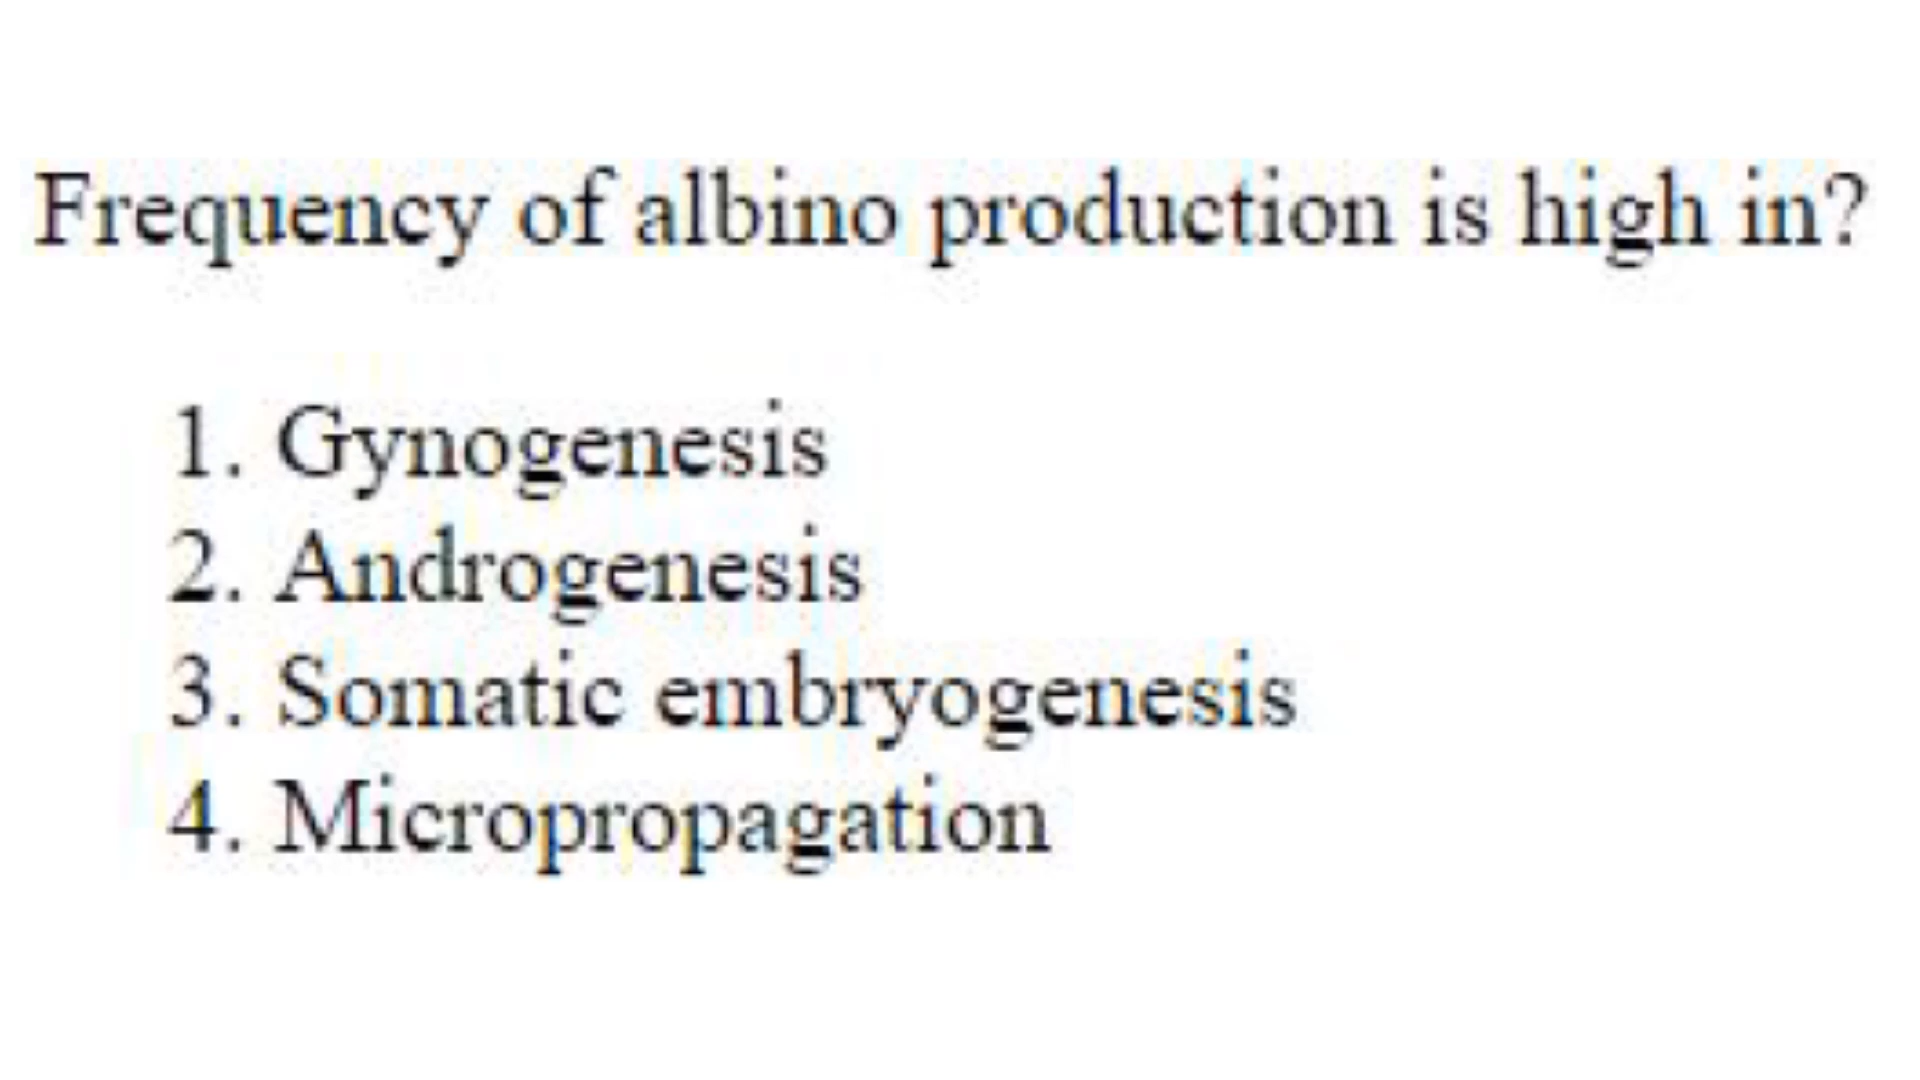 Frequency of albino production is high in?
1. Gynogenesis
2. Androgenesis
3. Somatic embryogenesis
4. Micropropagation